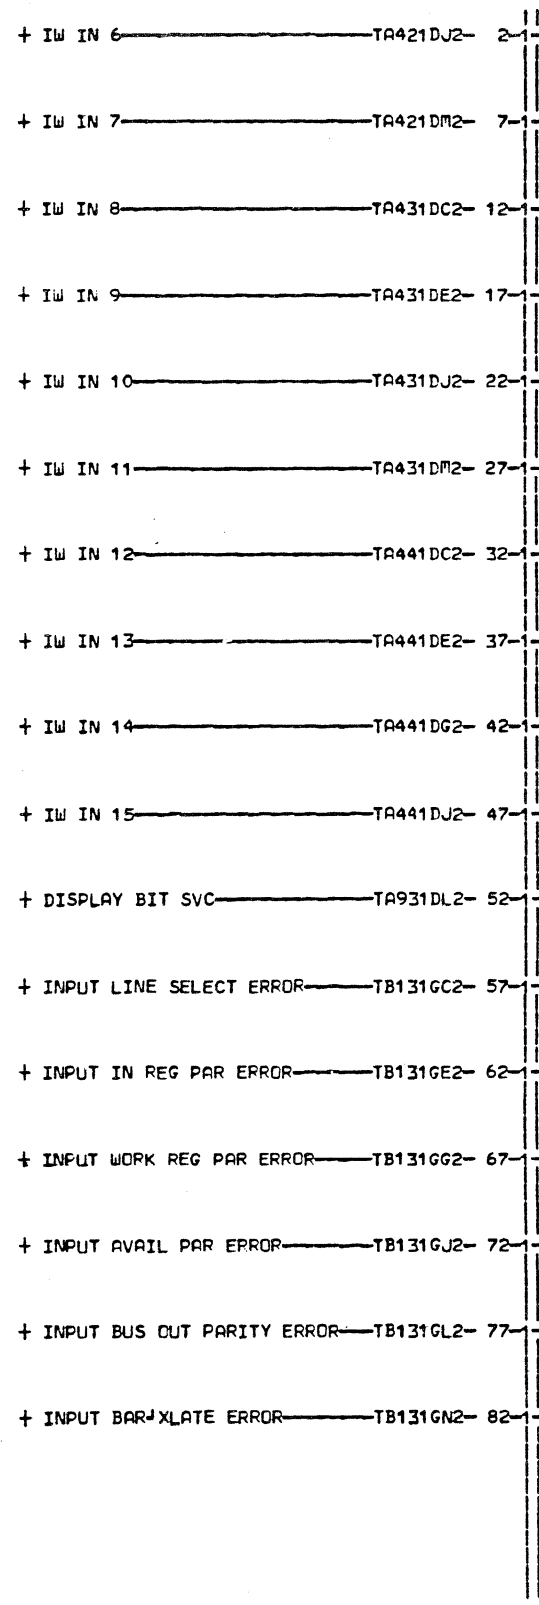 + IW IN 6 TA421DJ2- 2-1-
+ IW IN 7 TA421DM2- 7-1-
+ IW IN 8 TA431DC2- 12-1-
+ IW IN 9 TA431DE2- 17-1-
+ IW IN 10 TA431DJ2- 22-1-
+ IW IN 11 TA431DM2- 27-1-
+ IW IN 12 TA441DC2- 32-1-
+ IW IN 13 TA441DE2- 37-1-
+ IW IN 14 TA441DG2- 42-1-
+ IW IN 15 TA441DJ2- 47-1-
+ DISPLAY BIT SVC TA931DL2- 52-1-
+ INPUT LINE SELECT ERROR TB131GC2- 57-1-
+ INPUT IN REG PAR ERROR TB131GE2- 62-1-
+ INPUT WORK REG PAR ERROR TB131GG2- 67-1-
+ INPUT AVAIL PAR ERROR TB131GJ2- 72-1-
+ INPUT BUS OUT PARITY ERROR TB131GL2- 77-1-
+ INPUT BAR XLATE ERROR TB131GN2- 82-1-